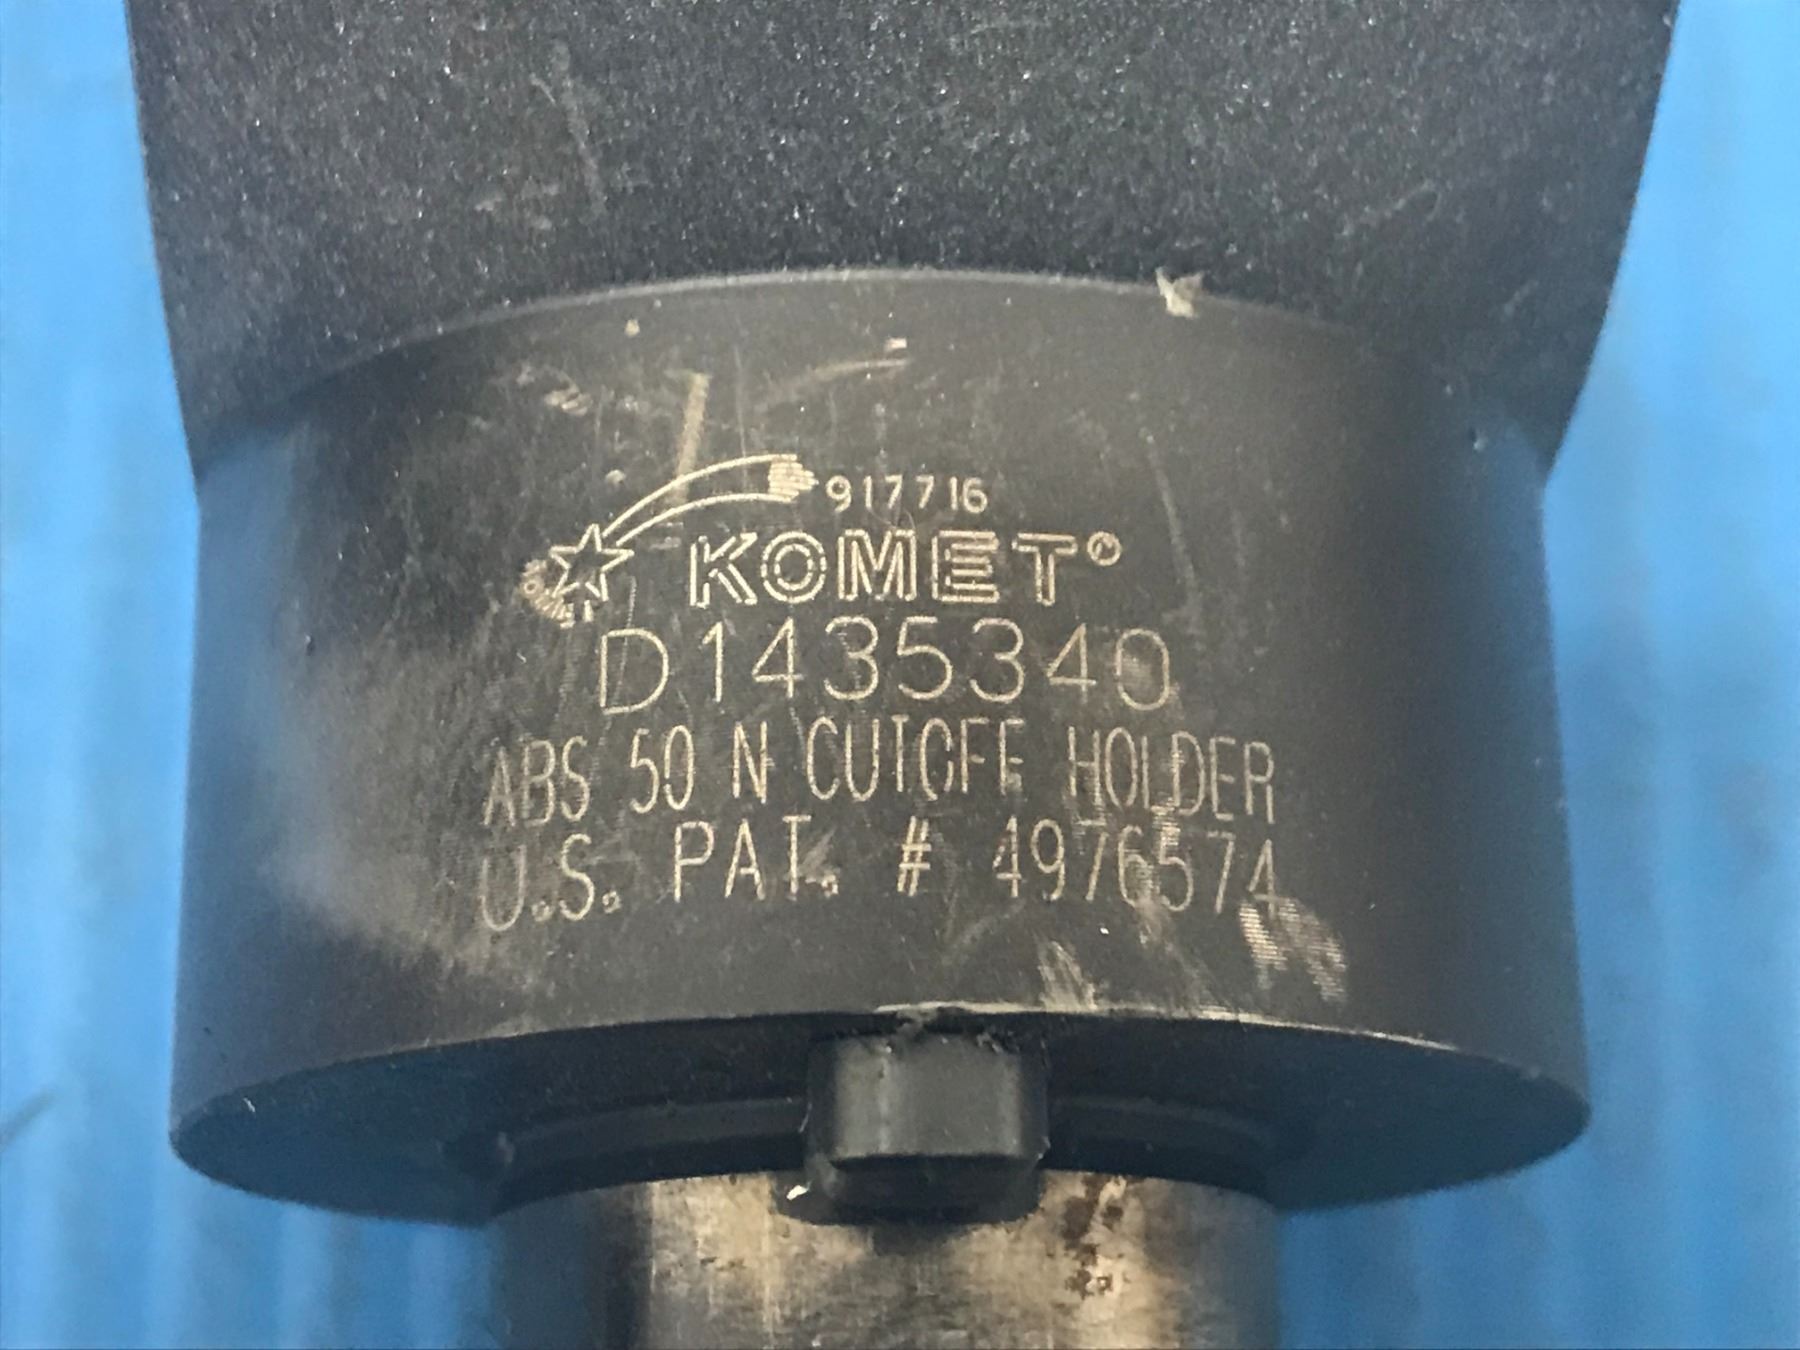 917716
KOMET®
D1435340
ABS 50 N CUTOFF HOLDER
U.S. PAT. # 4976574